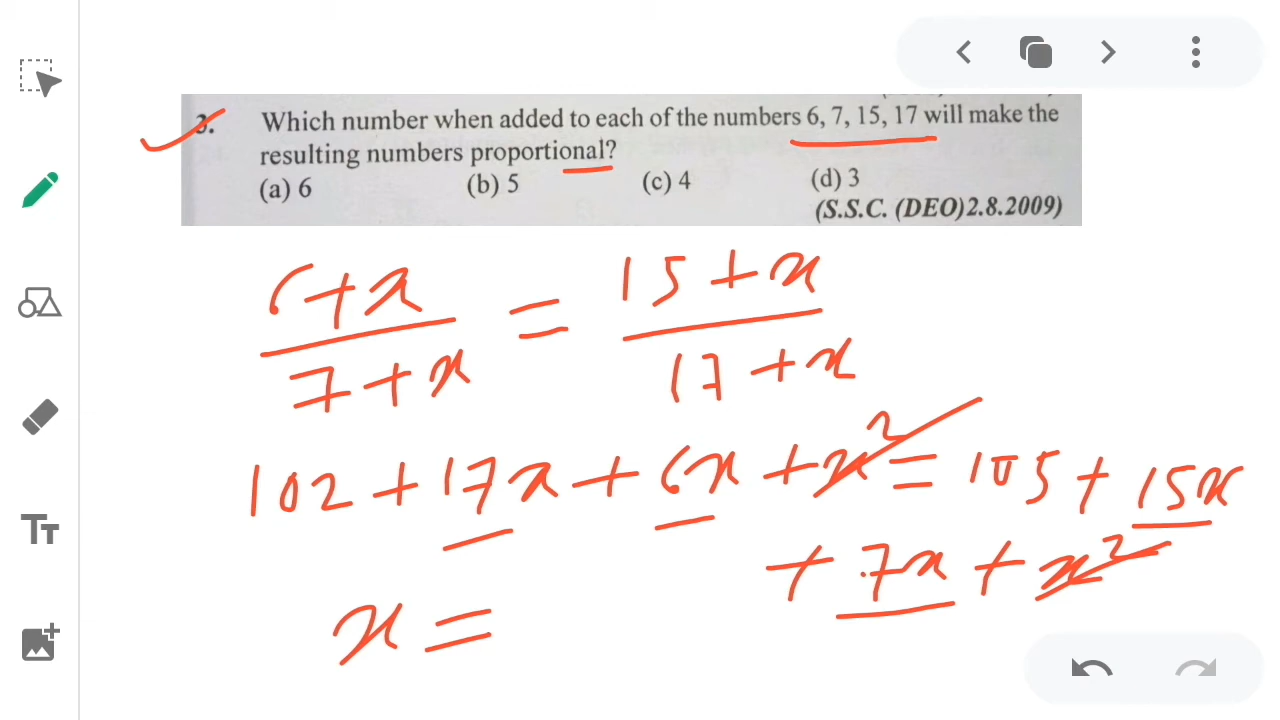 3. Which number when added to each of the numbers 6, 7, 15, 17 will make the
resulting numbers proportional?
(a) 6 (b) 5 (c) 4 (d) 3
(S.S.C. (DEO)2.8.2009)
6+x = 15+x
7+x 17+x
102 + 17x + 6x + x² = 105 + 15x
+ 7x + x²
x =
TT